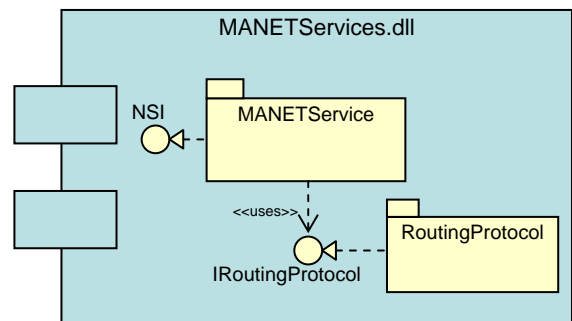 MANETServices.dll
NSI
MANETService
<<uses>>
RoutingProtocol
IRoutingProtocol